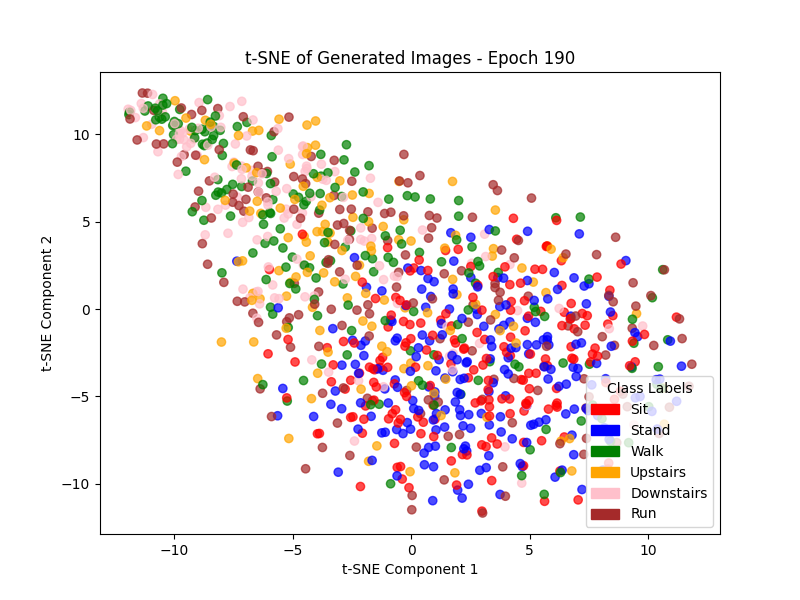 t-SNE of Generated Images - Epoch 190
t-SNE Component 2
10
5
0
−5
−10
Class Labels
Sit
Stand
Walk
Upstairs
Downstairs
Run
−10
−5
0
5
10
t-SNE Component 1